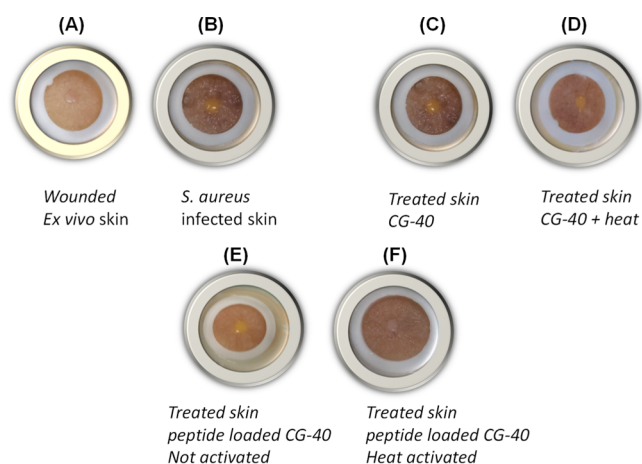 (A)
(B)
(C)
(D)
Wounded
Ex vivo skin
S. aureus
infected skin
Treated skin
CG-40
Treated skin
CG-40 + heat
(E)
(F)
Treated skin
peptide loaded CG-40
Not activated
Treated skin
peptide loaded CG-40
Heat activated